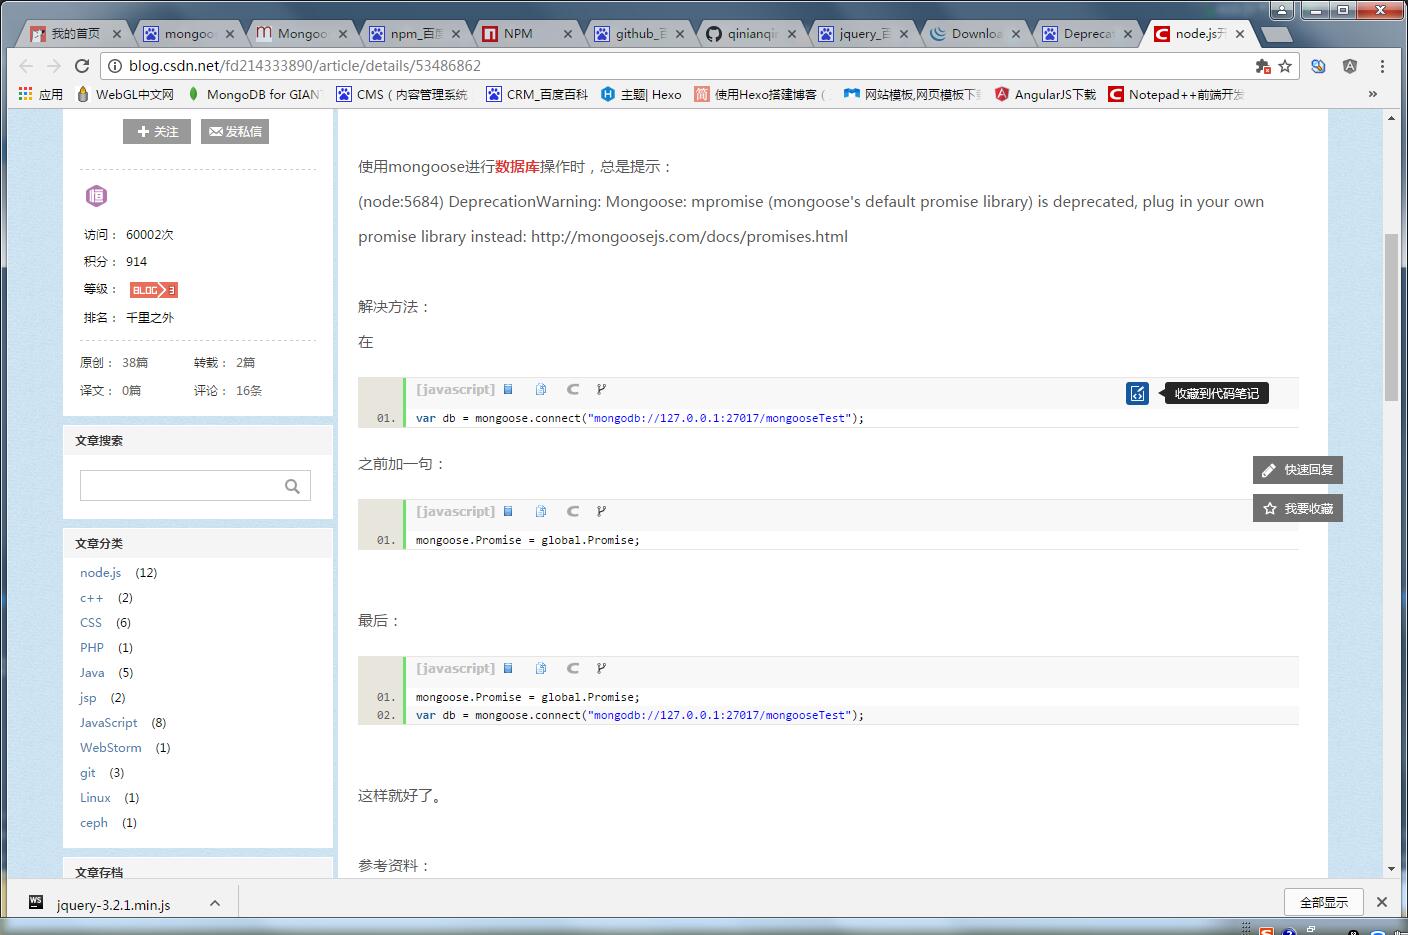 我的首页
mongoo
Mongoo
npm_百度
NPM
github_百
qinianqin
jquery_百
Downloa
Deprecat
node.js开
blog.csdn.net/fd214333890/article/details/53486862
应用
WebGL中文网
MongoDB for GIANT
CMS（内容管理系统
CRM_百度百科
主题| Hexo
使用Hexo搭建博客（
网站模板,网页模板下
AngularJS下载
Notepad++前端开发
»
关注
发私信
恒
访问： 60002次
积分： 914
等级： BLOG 3
排名： 千里之外
原创： 38篇 转载： 2篇
译文： 0篇 评论： 16条
文章搜索
文章分类
node.js (12)
c++ (2)
CSS (6)
PHP (1)
Java (5)
jsp (2)
JavaScript (8)
WebStorm (1)
git (3)
Linux (1)
ceph (1)
文章存档
使用mongoose进行数据库操作时，总是提示：
(node:5684) DeprecationWarning: Mongoose: mpromise (mongoose's default promise library) is deprecated, plug in your own
promise library instead: http://mongoosejs.com/docs/promises.html
解决方法：
在
[javascript]
收藏到代码笔记
01. var db = mongoose.connect("mongodb://127.0.0.1:27017/mongooseTest");
之前加一句：
快速回复
我要收藏
[javascript]
01. mongoose.Promise = global.Promise;
最后：
[javascript]
01. mongoose.Promise = global.Promise;
02. var db = mongoose.connect("mongodb://127.0.0.1:27017/mongooseTest");
这样就好了。
参考资料：
jquery-3.2.1.min.js
全部显示